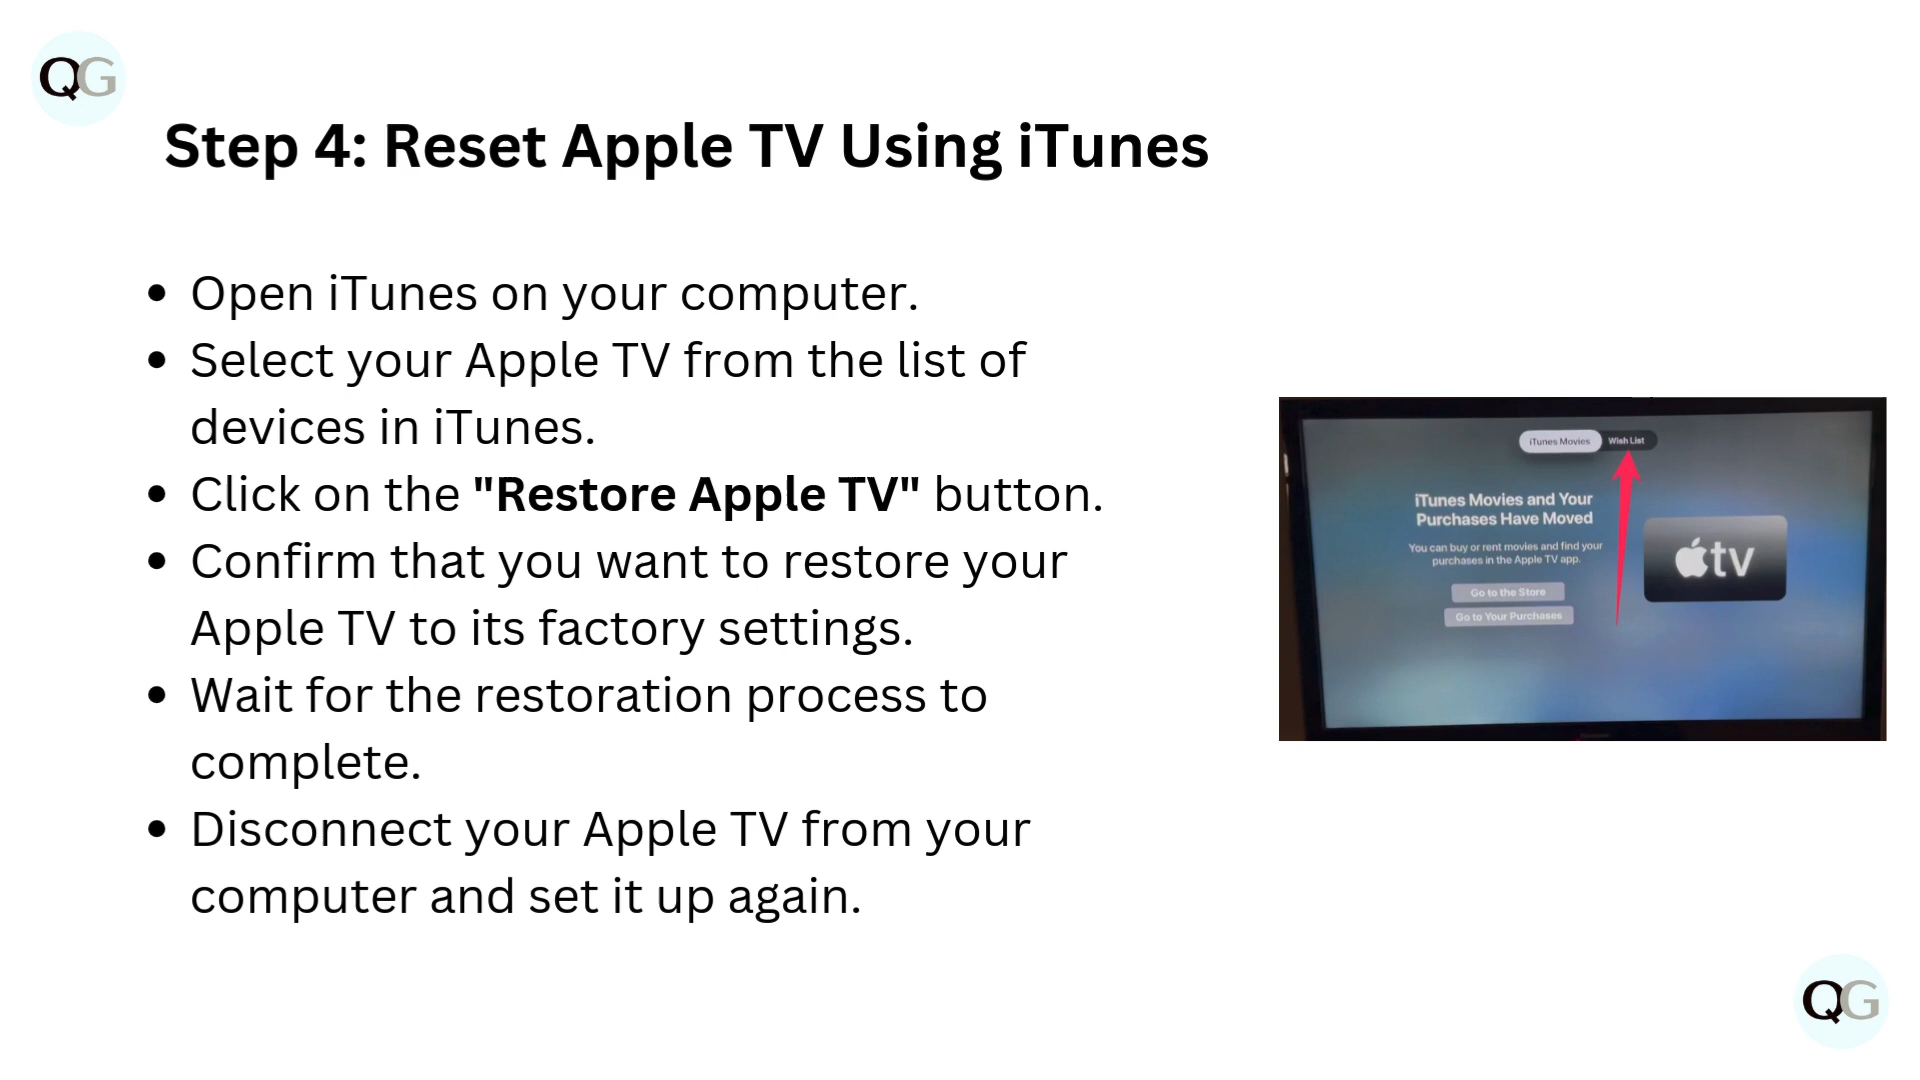 QG
Step 4: Reset Apple TV Using iTunes
• Open iTunes on your computer.
• Select your Apple TV from the list of
devices in iTunes.
• Click on the "Restore Apple TV" button.
• Confirm that you want to restore your
Apple TV to its factory settings.
• Wait for the restoration process to
complete.
• Disconnect your Apple TV from your
computer and set it up again.
iTunes Movies Wish List
iTunes Movies and Your
Purchases Have Moved
You can buy or rent movies and find your
purchases in the Apple TV app.
Go to the Store
Go to Your Purchases
tv
QG